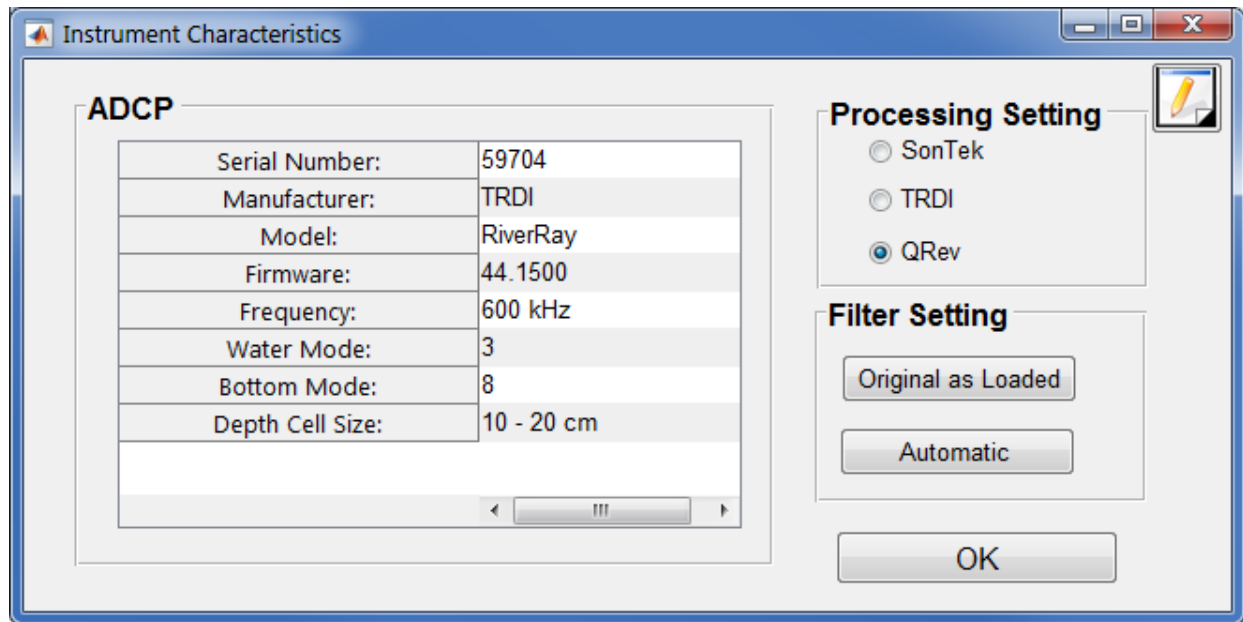 Instrument Characteristics
ADCP
Serial Number: 59704
Manufacturer: TRDI
Model: RiverRay
Firmware: 44.1500
Frequency: 600 kHz
Water Mode: 3
Bottom Mode: 8
Depth Cell Size: 10 - 20 cm
Processing Setting
SonTek
TRDI
QRev
Filter Setting
Original as Loaded
Automatic
OK